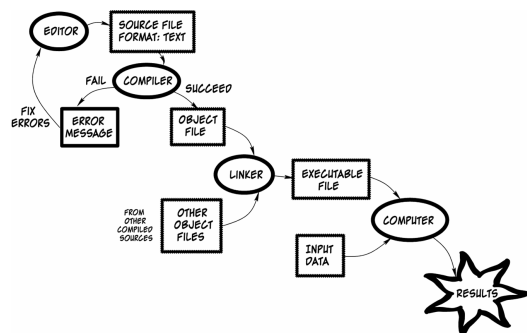 EDITOR
SOURCE FILE
FORMAT: TEXT
COMPILER
FAIL
SUCCEED
FIX
ERRORS
ERROR
MESSAGE
OBJECT
FILE
LINKER
EXECUTABLE
FILE
FROM
OTHER
COMPILED
SOURCES
OTHER
OBJECT
FILES
COMPUTER
INPUT
DATA
RESULTS